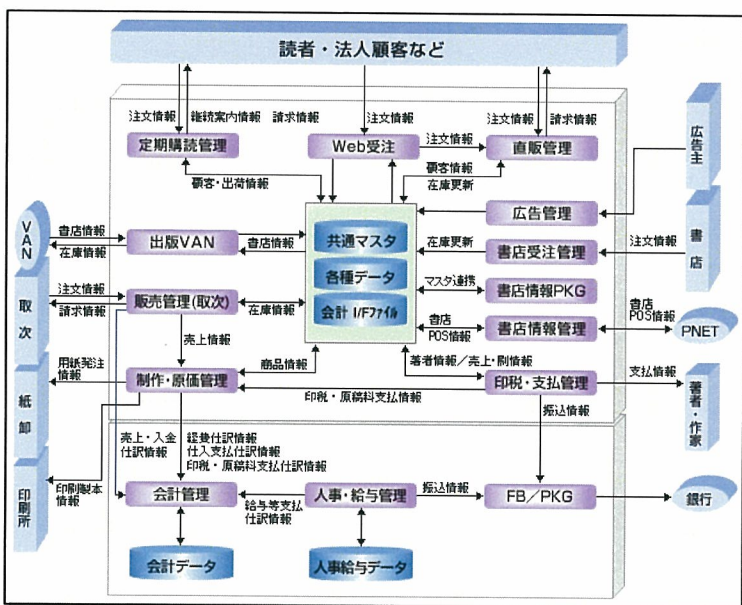 読者・法人顧客など
注文情報
継続案内情報
請求情報
注文情報
注文情報
請求情報
定期購読管理
Web受注
注文情報
直販管理
広告主
顧客・出荷情報
顧客情報
在庫更新
広告管理
VAN
書店情報
在庫情報
出版VAN
書店情報
共通マスタ
在庫更新
書店受注管理
注文情報
書店
各種データ
マスタ連携
書店情報PKG
取次
注文情報
請求情報
販売管理(取次)
在庫情報
会計 I/Fファイル
書店
POS情報
書店情報管理
書店
POS情報
PNET
売上情報
用紙発注
情報
商品情報
著者情報/売上・刷情報
紙卸
制作・原価管理
印税・原稿料支払情報
印税・支払管理
支払情報
著者・作家
振込情報
売上・入金
仕訳情報
経費仕訳情報
仕入支払仕訳情報
印税・原稿料支払仕訳情報
印刷所
印刷製本
情報
会計管理
給与等支払
仕訳情報
人事・給与管理
振込情報
FB/PKG
銀行
会計データ
人事給与データ